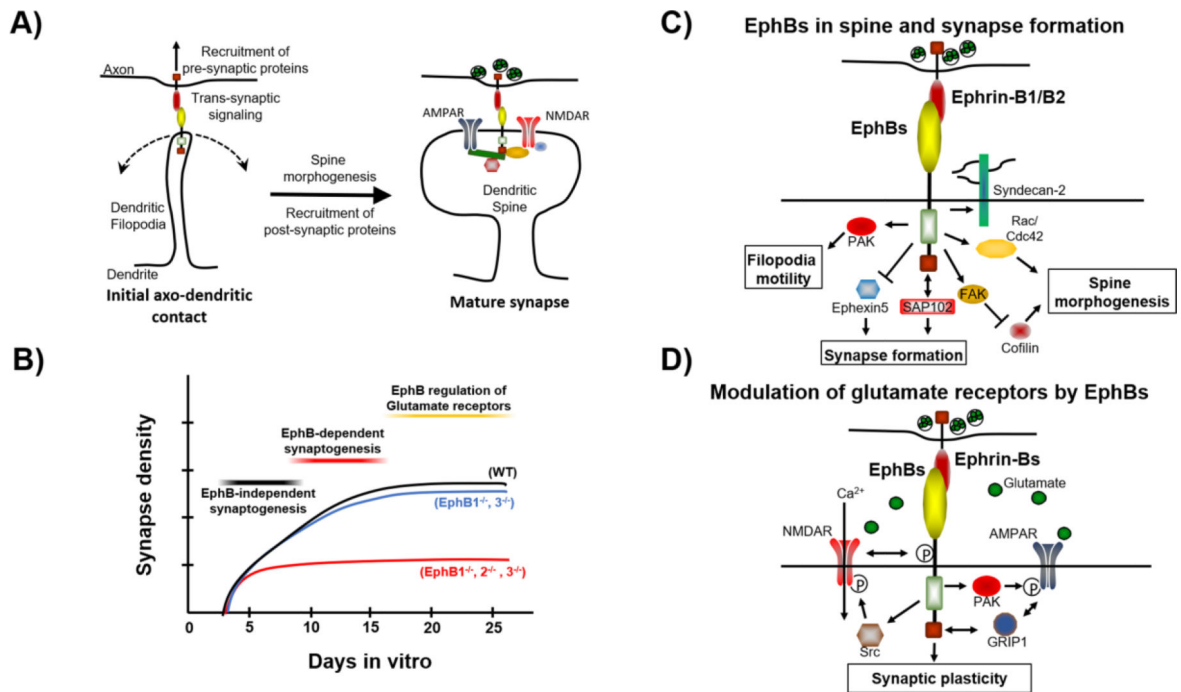 A)
Recruitment of
pre-synaptic proteins
Axon
Trans-synaptic
signaling
Dendritic
Filopodia
Dendrite
Initial axo-dendritic
contact
Spine
morphogenesis
Recruitment of
post-synaptic proteins
AMPAR
NMDAR
Dendritic
Spine
Mature synapse
B)
Synapse density
EphB regulation of
Glutamate receptors
EphB-dependent
synaptogenesis
EphB-independent
synaptogenesis
(WT)
(EphB1⁻/⁻, 3⁻/⁻)
(EphB1⁻/⁻, 2⁻/⁻ , 3⁻/⁻)
0 5 10 15 20 25
Days in vitro
C)
EphBs in spine and synapse formation
Ephrin-B1/B2
EphBs
Syndecan-2
Rac/
Cdc42
PAK
Filopodia
motility
Spine
morphogenesis
Ephexin5
SAP102
FAK
Cofilin
Synapse formation
D)
Modulation of glutamate receptors by EphBs
EphBs
Ephrin-Bs
Glutamate
Ca²⁺
NMDAR
AMPAR
P
P
P
PAK
Src
GRIP1
Synaptic plasticity